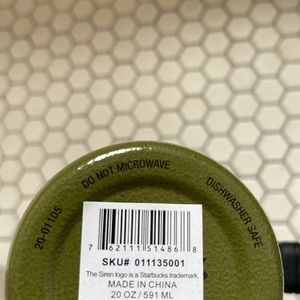 20-01105
DO NOT MICROWAVE
DISHWASHER SAFE
7 62111 51486 8
SKU# 011135001
The Siren logo is a Starbucks trademark
MADE IN CHINA
20 OZ / 591 ML